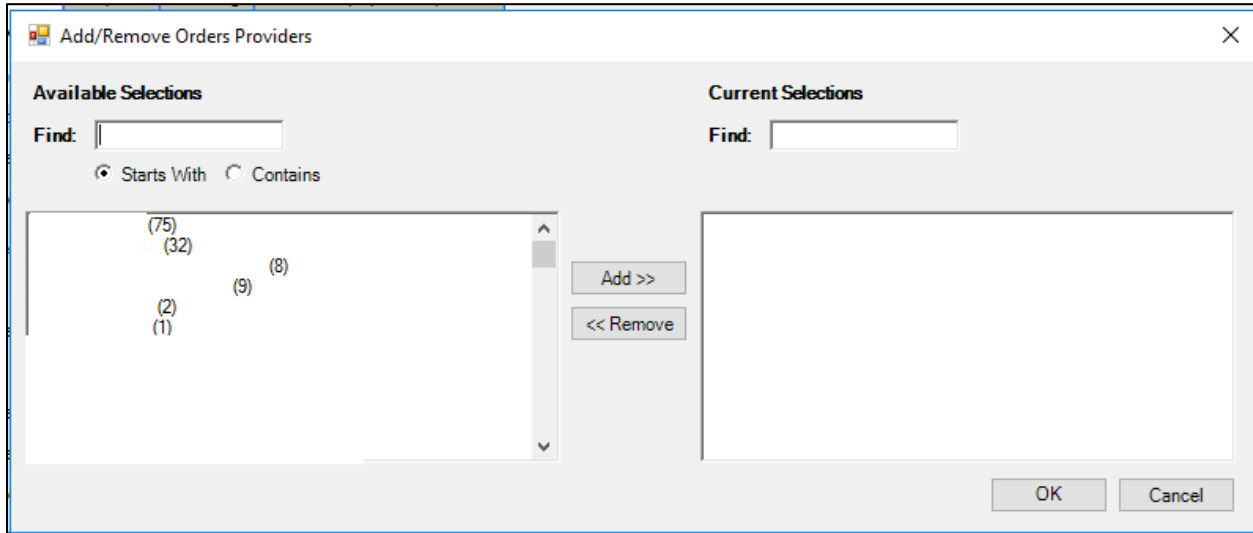 Add/Remove Orders Providers
Available Selections
Current Selections
Find:
Find:
Starts With
Contains
(75)
(32)
(8)
(9)
(2)
(1)
Add >>
<< Remove
OK
Cancel